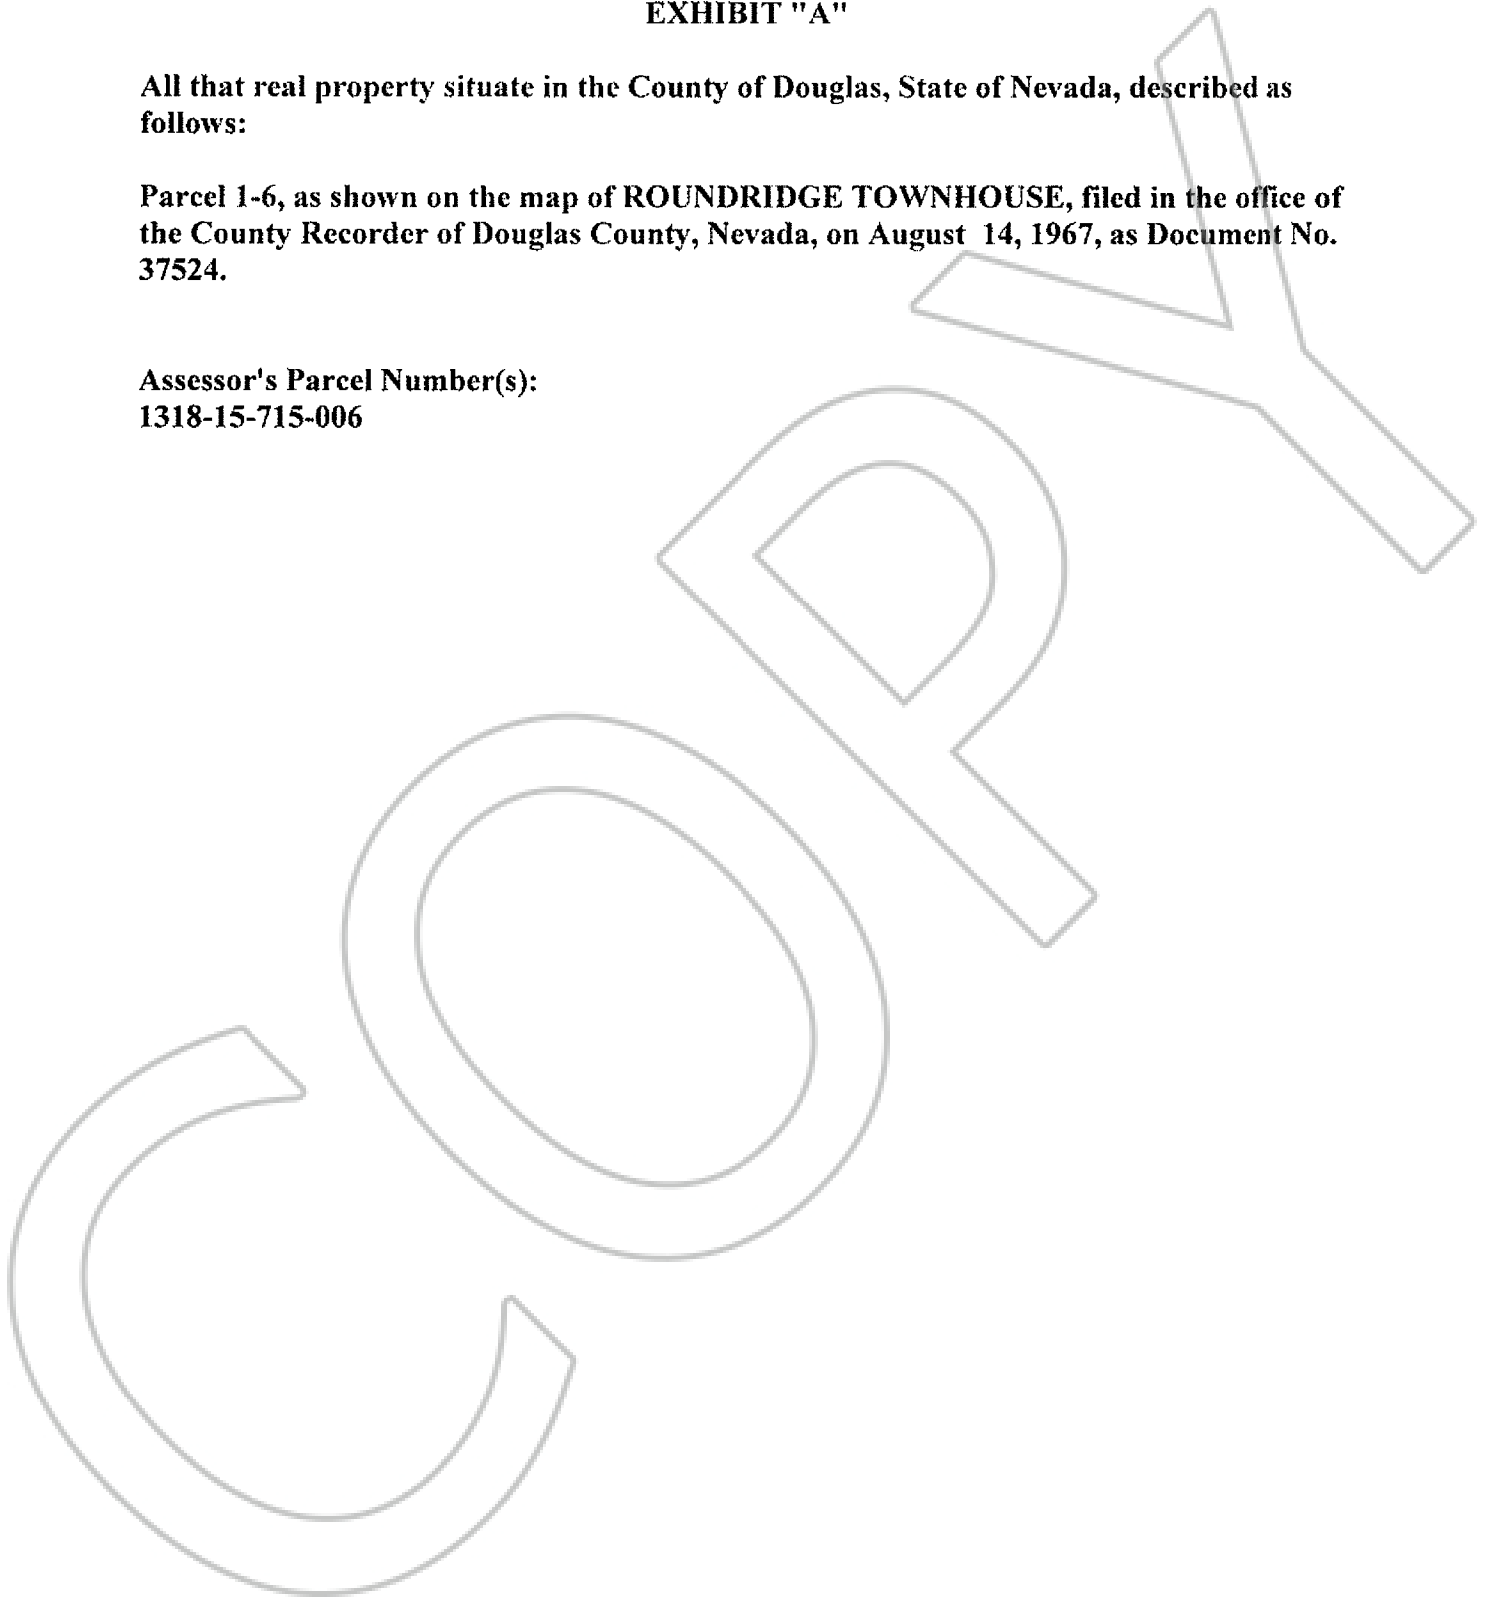 EXHIBIT "A"
All that real property situate in the County of Douglas, State of Nevada, described as
follows:
Parcel 1-6, as shown on the map of ROUNDRIDGE TOWNHOUSE, filed in the office of
the County Recorder of Douglas County, Nevada, on August 14, 1967, as Document No.
37524.
Assessor's Parcel Number(s):
1318-15-715-006
COPY